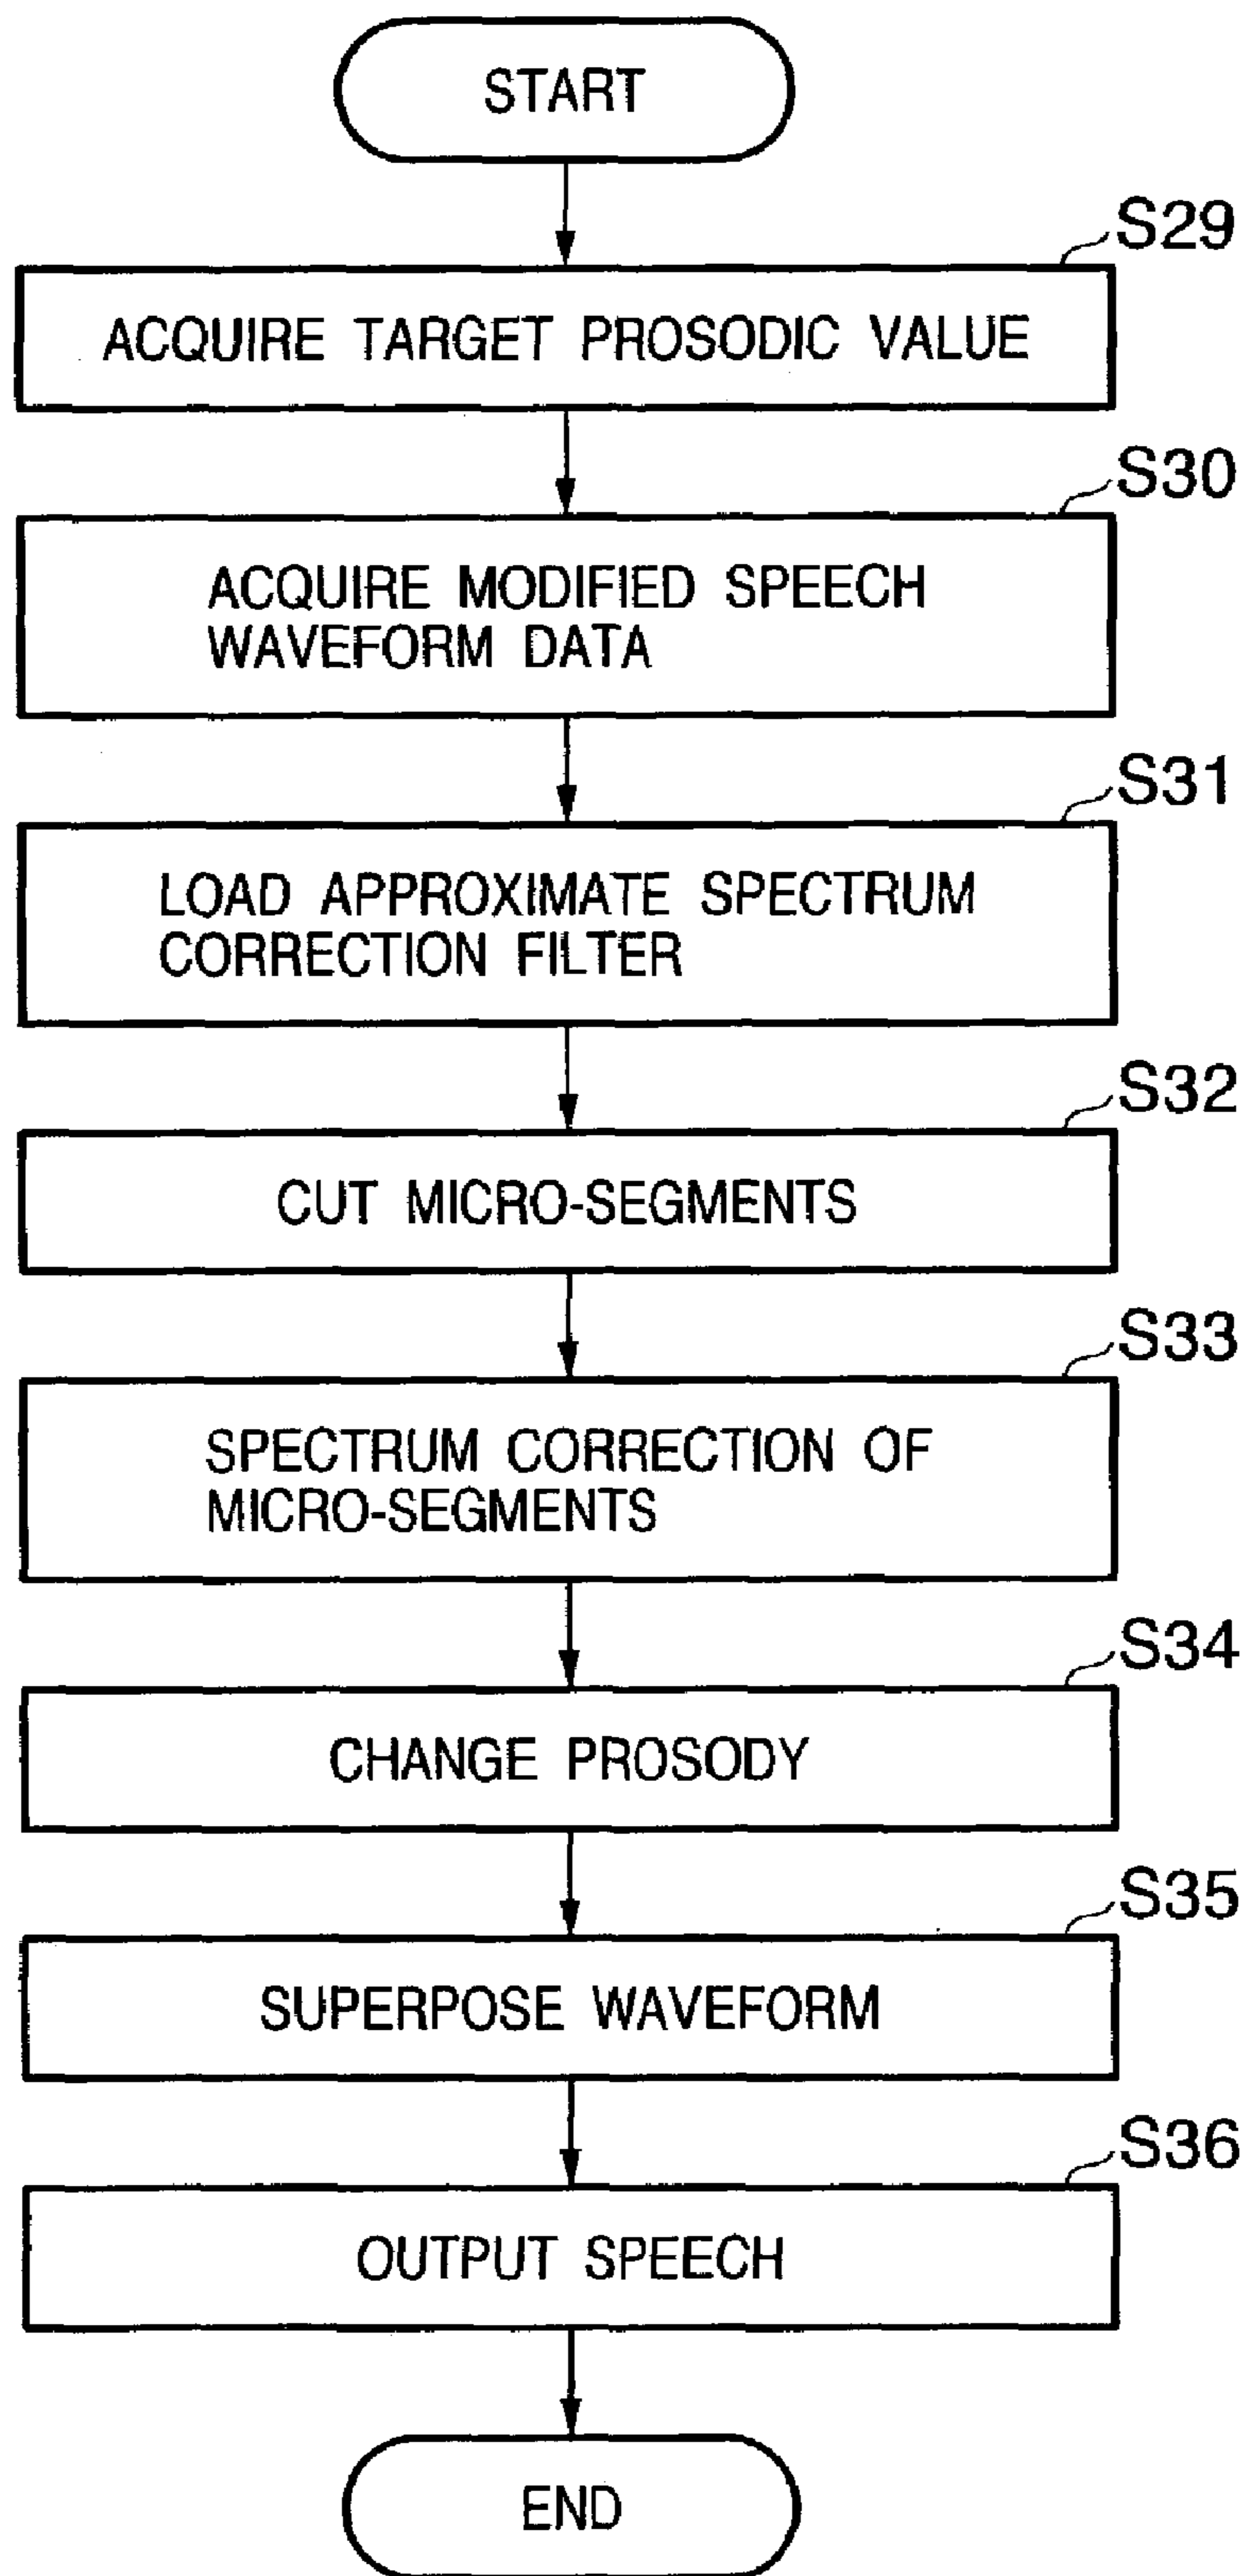 START
S29
ACQUIRE TARGET PROSODIC VALUE
S30
ACQUIRE MODIFIED SPEECH
WAVEFORM DATA
S31
LOAD APPROXIMATE SPECTRUM
CORRECTION FILTER
S32
CUT MICRO-SEGMENTS
S33
SPECTRUM CORRECTION OF
MICRO-SEGMENTS
S34
CHANGE PROSODY
S35
SUPERPOSE WAVEFORM
S36
OUTPUT SPEECH
END